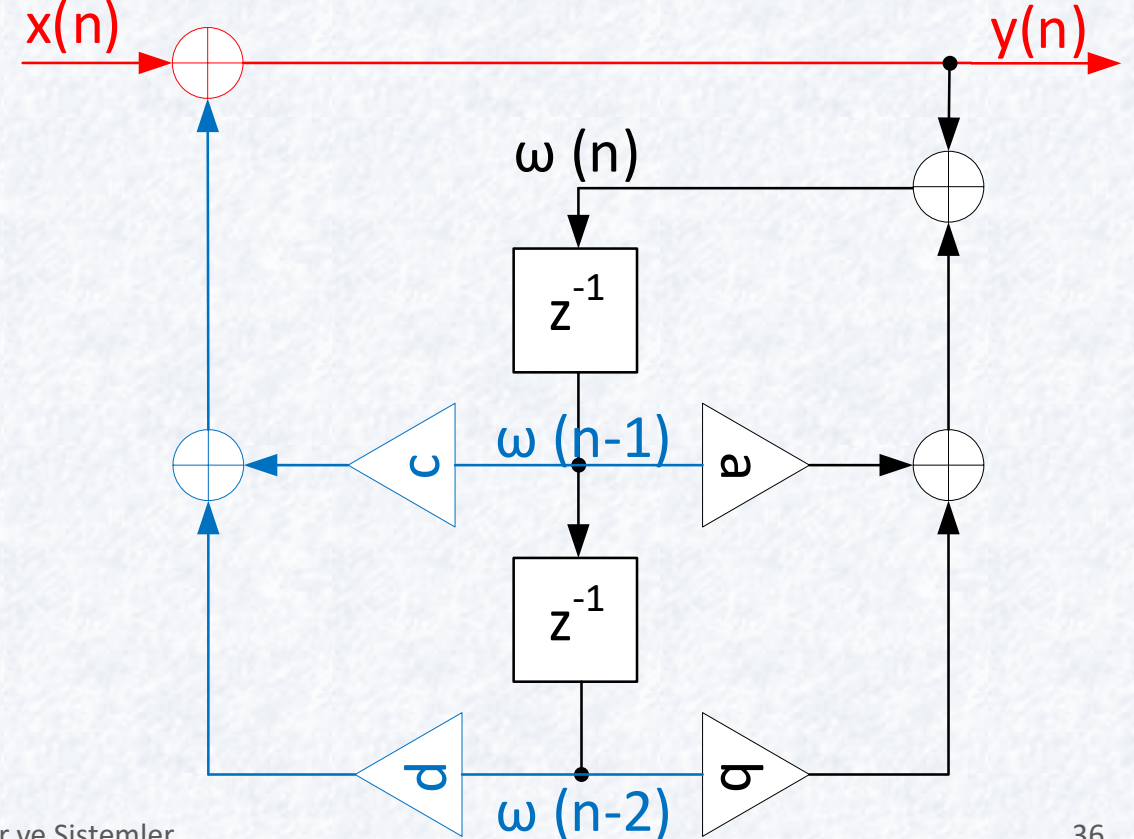 x(n)
y(n)
ω (n)
z⁻¹
c
ω (n-1)
a
z⁻¹
d
b
ω (n-2)
r ve Sistemler
36